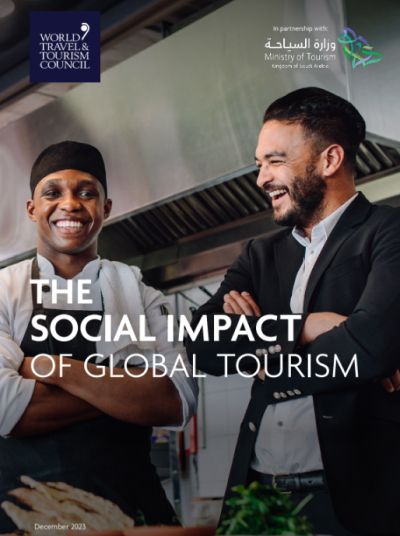 WORLD
TRAVEL &
TOURISM
COUNCIL
In partnership with:
وزارة السياحة
Ministry of Tourism
Kingdom of Saudi Arabia
THE
SOCIAL IMPACT
OF GLOBAL TOURISM
December 2023